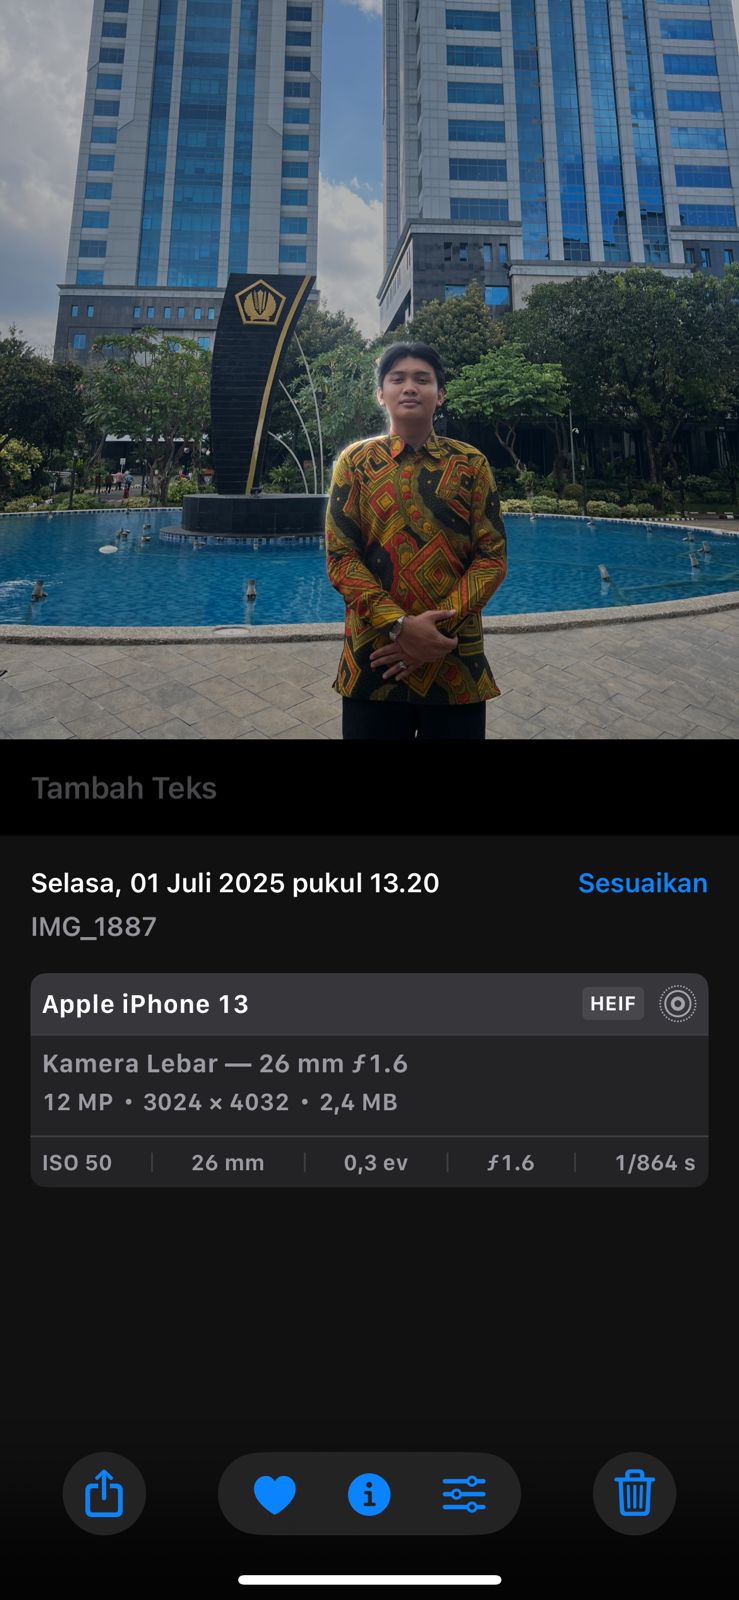 Tambah Teks
Selasa, 01 Juli 2025 pukul 13.20 Sesuaikan
IMG_1887
Apple iPhone 13 HEIF
Kamera Lebar — 26 mm ƒ1.6
12 MP • 3024 × 4032 • 2,4 MB
ISO 50 | 26 mm | 0,3 ev | ƒ1.6 | 1/864 s